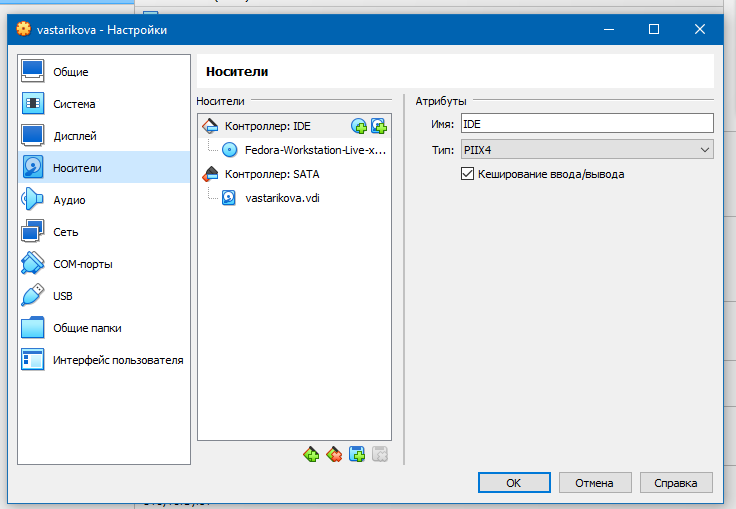 vastarikova - Настройки
Общие
Система
Дисплей
Носители
Аудио
Сеть
COM-порты
USB
Общие папки
Интерфейс пользователя
Носители
Носители
Контроллер: IDE
Fedora-Workstation-Live-x...
Контроллер: SATA
vastarikova.vdi
Атрибуты
Имя: IDE
Тип: PIIX4
Кеширование ввода/вывода
OK Отмена Справка